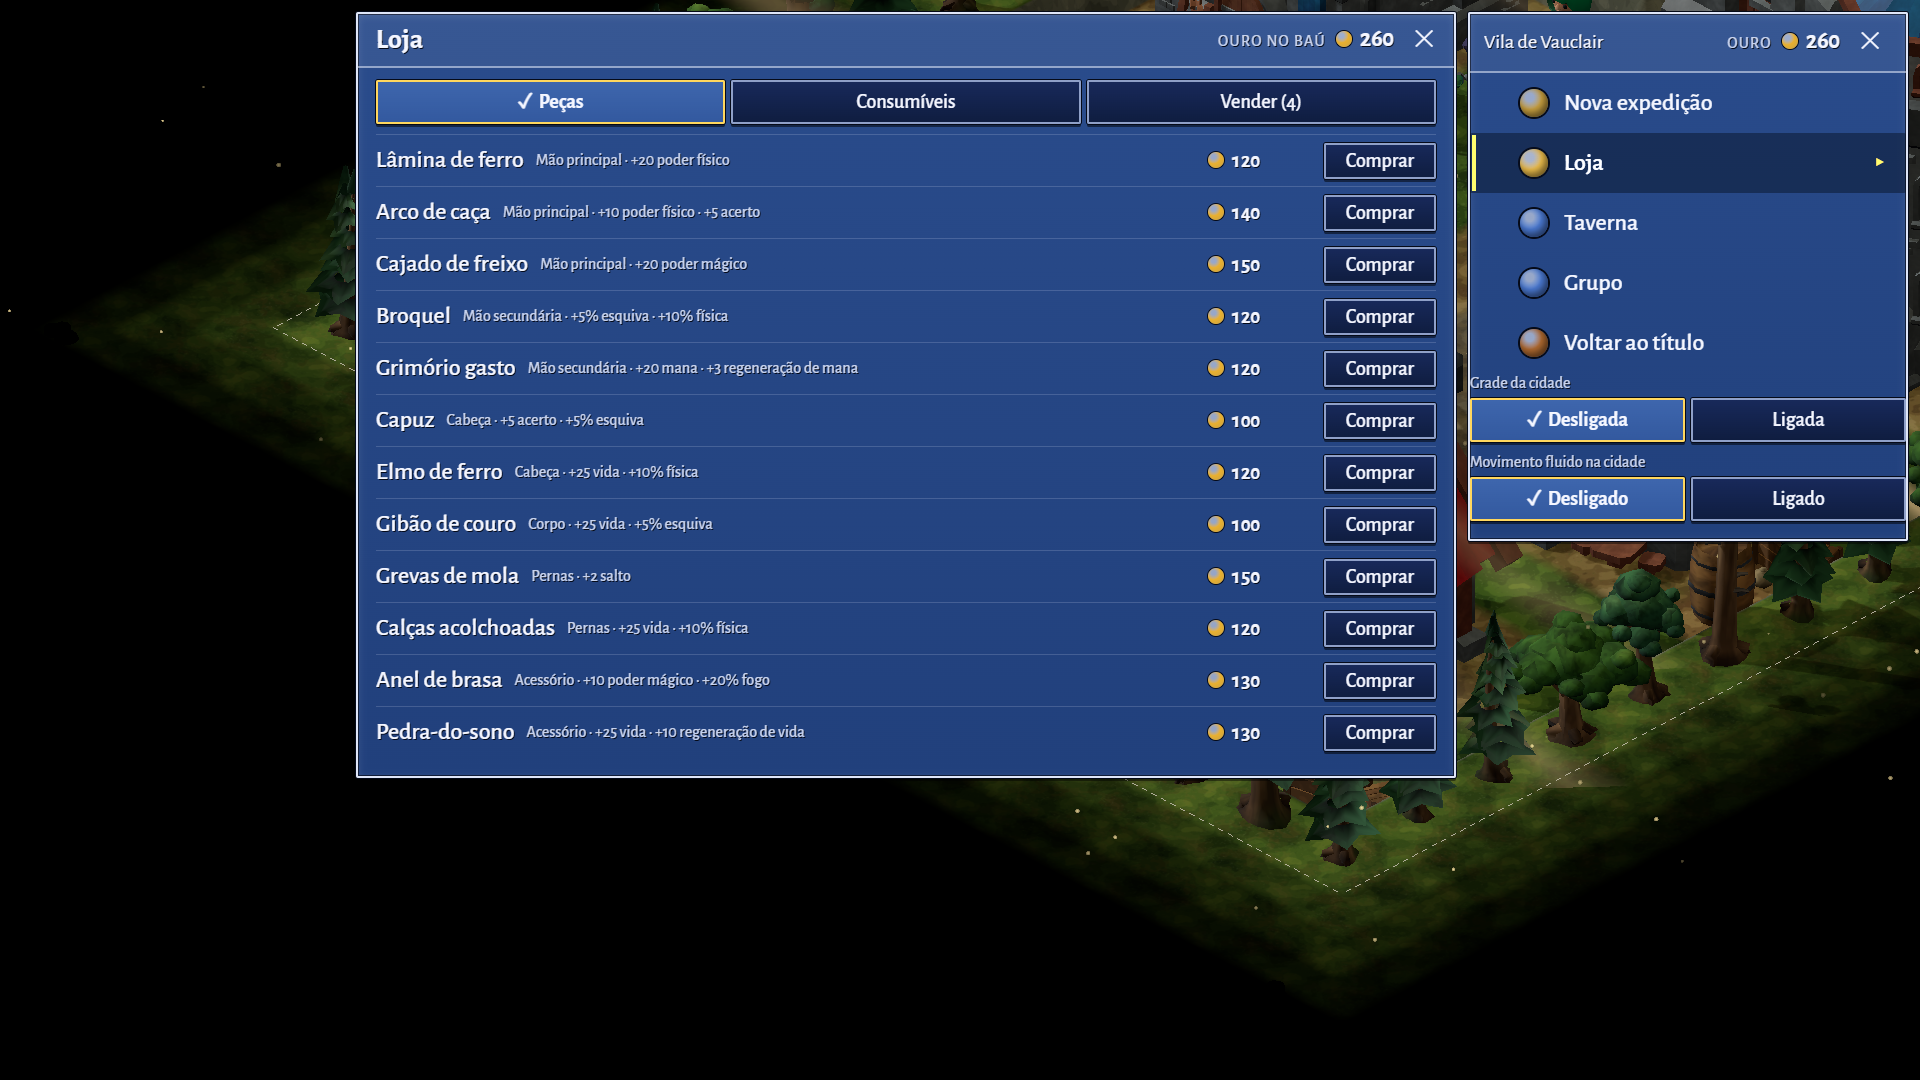 Loja
OURO NO BAÚ 260
✓ Peças
Consumíveis
Vender (4)
Lâmina de ferro Mão principal · +20 poder físico 120 Comprar
Arco de caça Mão principal · +10 poder físico · +5 acerto 140 Comprar
Cajado de freixo Mão principal · +20 poder mágico 150 Comprar
Broquel Mão secundária · +5% esquiva · +10% física 120 Comprar
Grimório gasto Mão secundária · +20 mana · +3 regeneração de mana 120 Comprar
Capuz Cabeça · +5 acerto · +5% esquiva 100 Comprar
Elmo de ferro Cabeça · +25 vida · +10% física 120 Comprar
Gibão de couro Corpo · +25 vida · +5% esquiva 100 Comprar
Grevas de mola Pernas · +2 salto 150 Comprar
Calças acolchoadas Pernas · +25 vida · +10% física 120 Comprar
Anel de brasa Acessório · +10 poder mágico · +20% fogo 130 Comprar
Pedra-do-sono Acessório · +25 vida · +10 regeneração de vida 130 Comprar
Vila de Vauclair OURO 260
Nova expedição
Loja
Taverna
Grupo
Voltar ao título
Grade da cidade
✓ Desligada Ligada
Movimento fluido na cidade
✓ Desligado Ligado